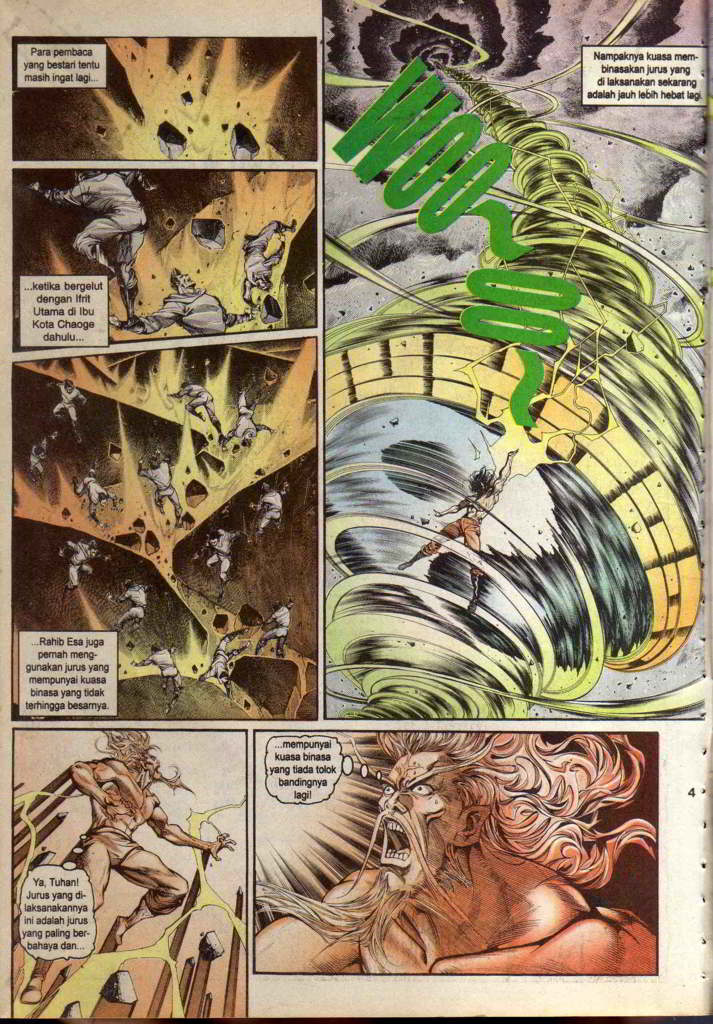 Para pembaca
yang bestari tentu
masih ingat lagi...
...ketika bergelut
dengan Ifrit
Utama di Ibu
Kota Chaoge
dahulu...
...Rahib Esa juga
pernah meng-
gunakan jurus yang
mempunyai kuasa
binasa yang tidak
terhingga besarnya.
Nampaknya kuasa mem-
binasakan jurus yang
di laksanakan sekarang
adalah jauh lebih hebat lagi
WOO~OO~
Ya, Tuhan!
Jurus yang di-
laksanakannya
ini adalah jurus
yang paling ber-
bahaya dan...
...mempunyai
kuasa binasa
yang tiada tolok
bandingnya
lagi!
4